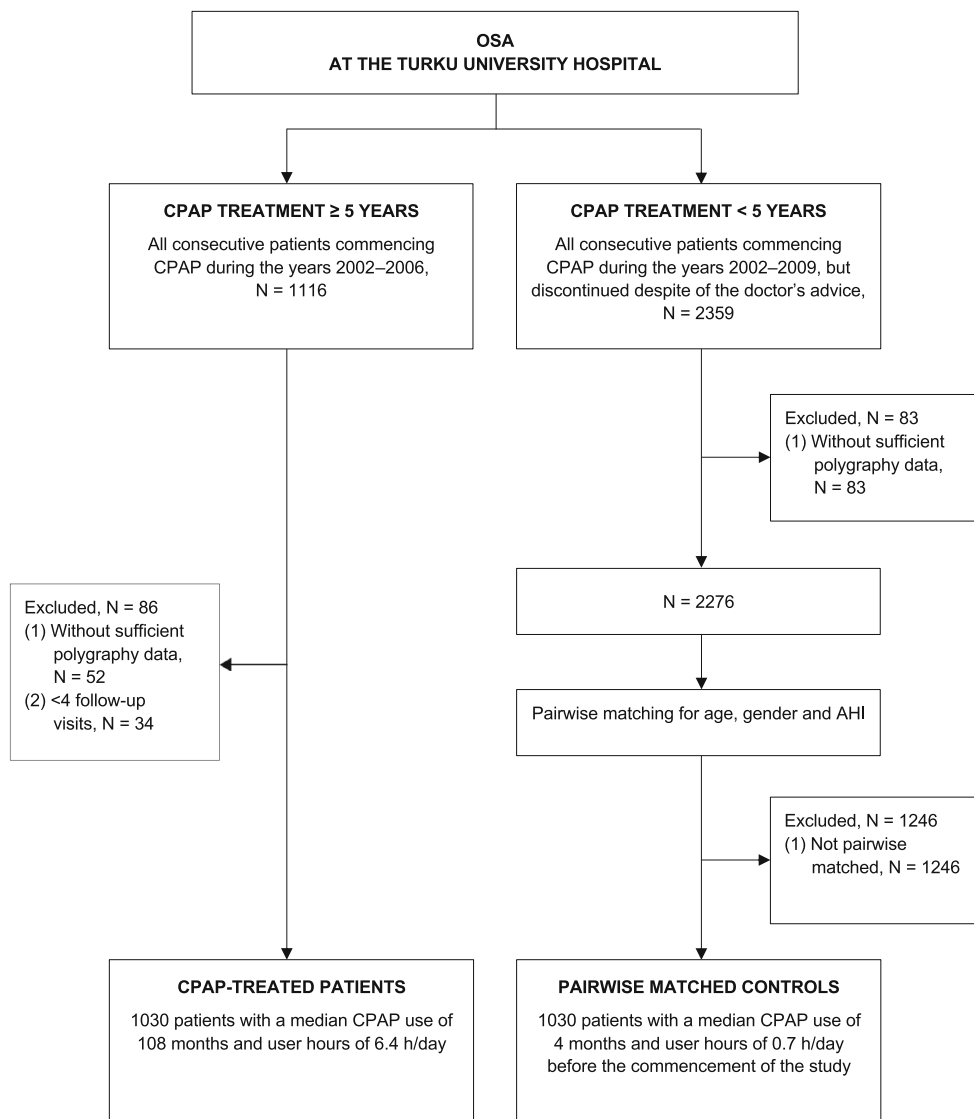 OSA
AT THE TURKU UNIVERSITY HOSPITAL
CPAP TREATMENT ≥ 5 YEARS
All consecutive patients commencing
CPAP during the years 2002–2006,
N = 1116
CPAP TREATMENT < 5 YEARS
All consecutive patients commencing
CPAP during the years 2002–2009, but
discontinued despite of the doctor’s advice,
N = 2359
Excluded, N = 83
(1) Without sufficient
polygraphy data,
N = 83
N = 2276
Excluded, N = 86
(1) Without sufficient
polygraphy data,
N = 52
(2) <4 follow-up
visits, N = 34
Pairwise matching for age, gender and AHI
Excluded, N = 1246
(1) Not pairwise
matched, N = 1246
CPAP-TREATED PATIENTS
1030 patients with a median CPAP use of
108 months and user hours of 6.4 h/day
PAIRWISE MATCHED CONTROLS
1030 patients with a median CPAP use of
4 months and user hours of 0.7 h/day
before the commencement of the study